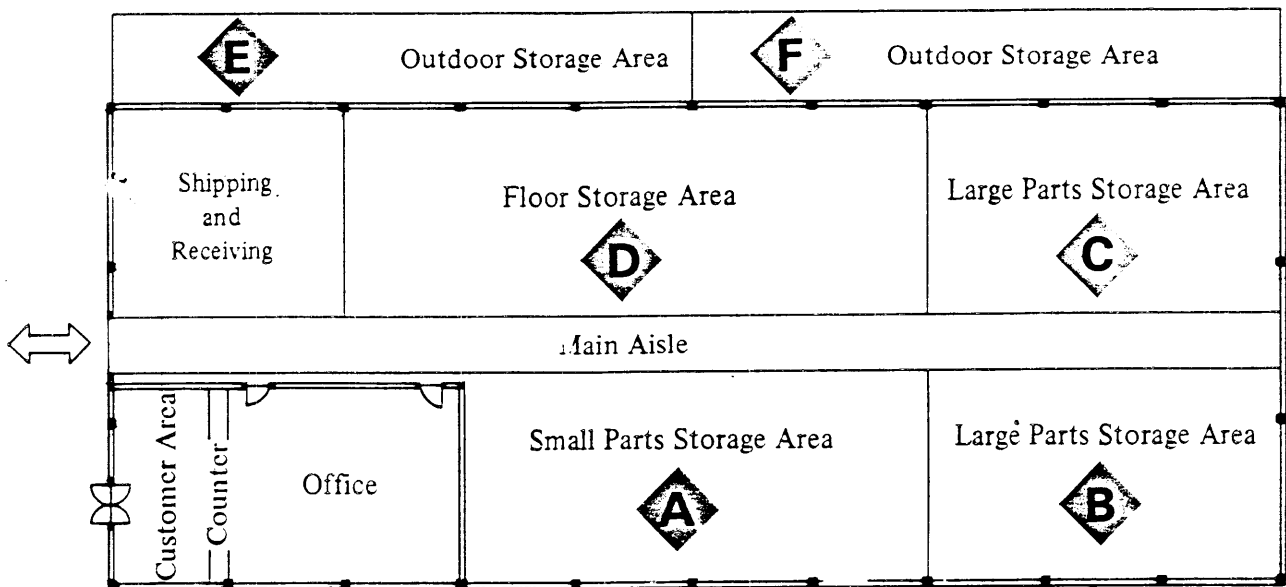 E
Outdoor Storage Area
F
Outdoor Storage Area
Shipping
and
Receiving
Floor Storage Area
D
Large Parts Storage Area
C
Main Aisle
Customer Area
Counter
Office
Small Parts Storage Area
A
Large Parts Storage Area
B